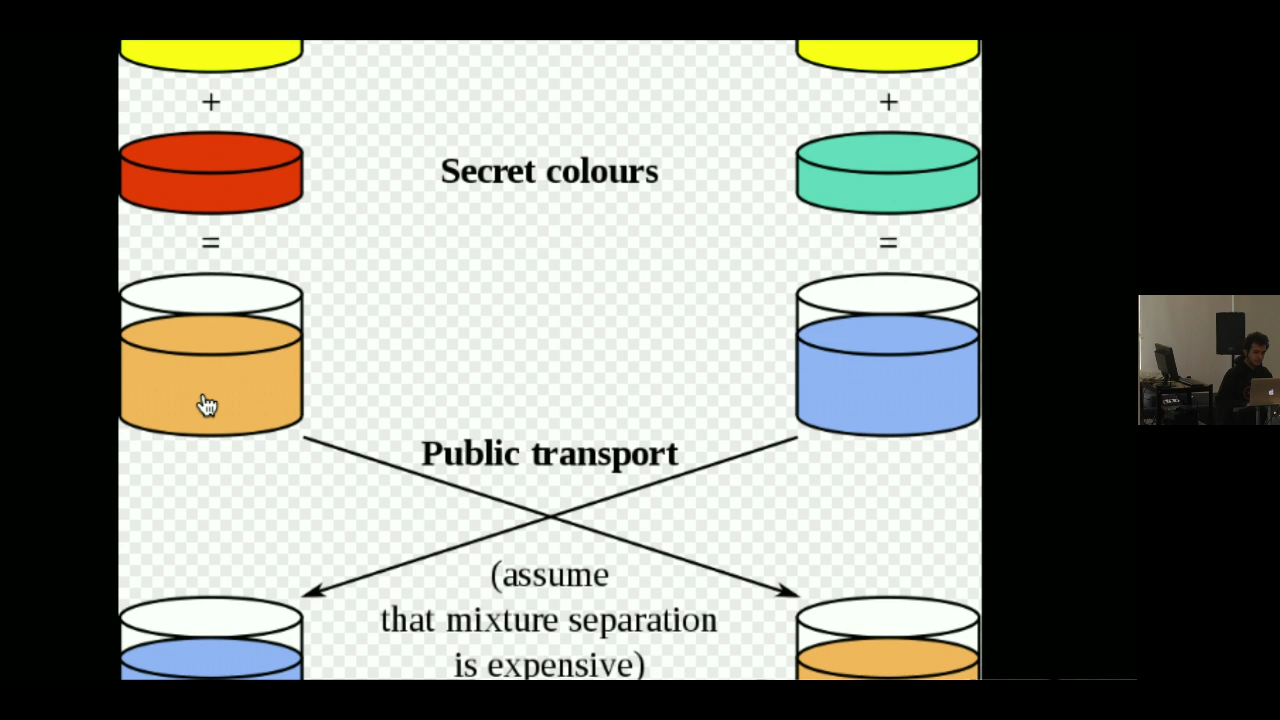 + +
Secret colours
= =
Public transport
(assume
that mixture separation
is expensive)